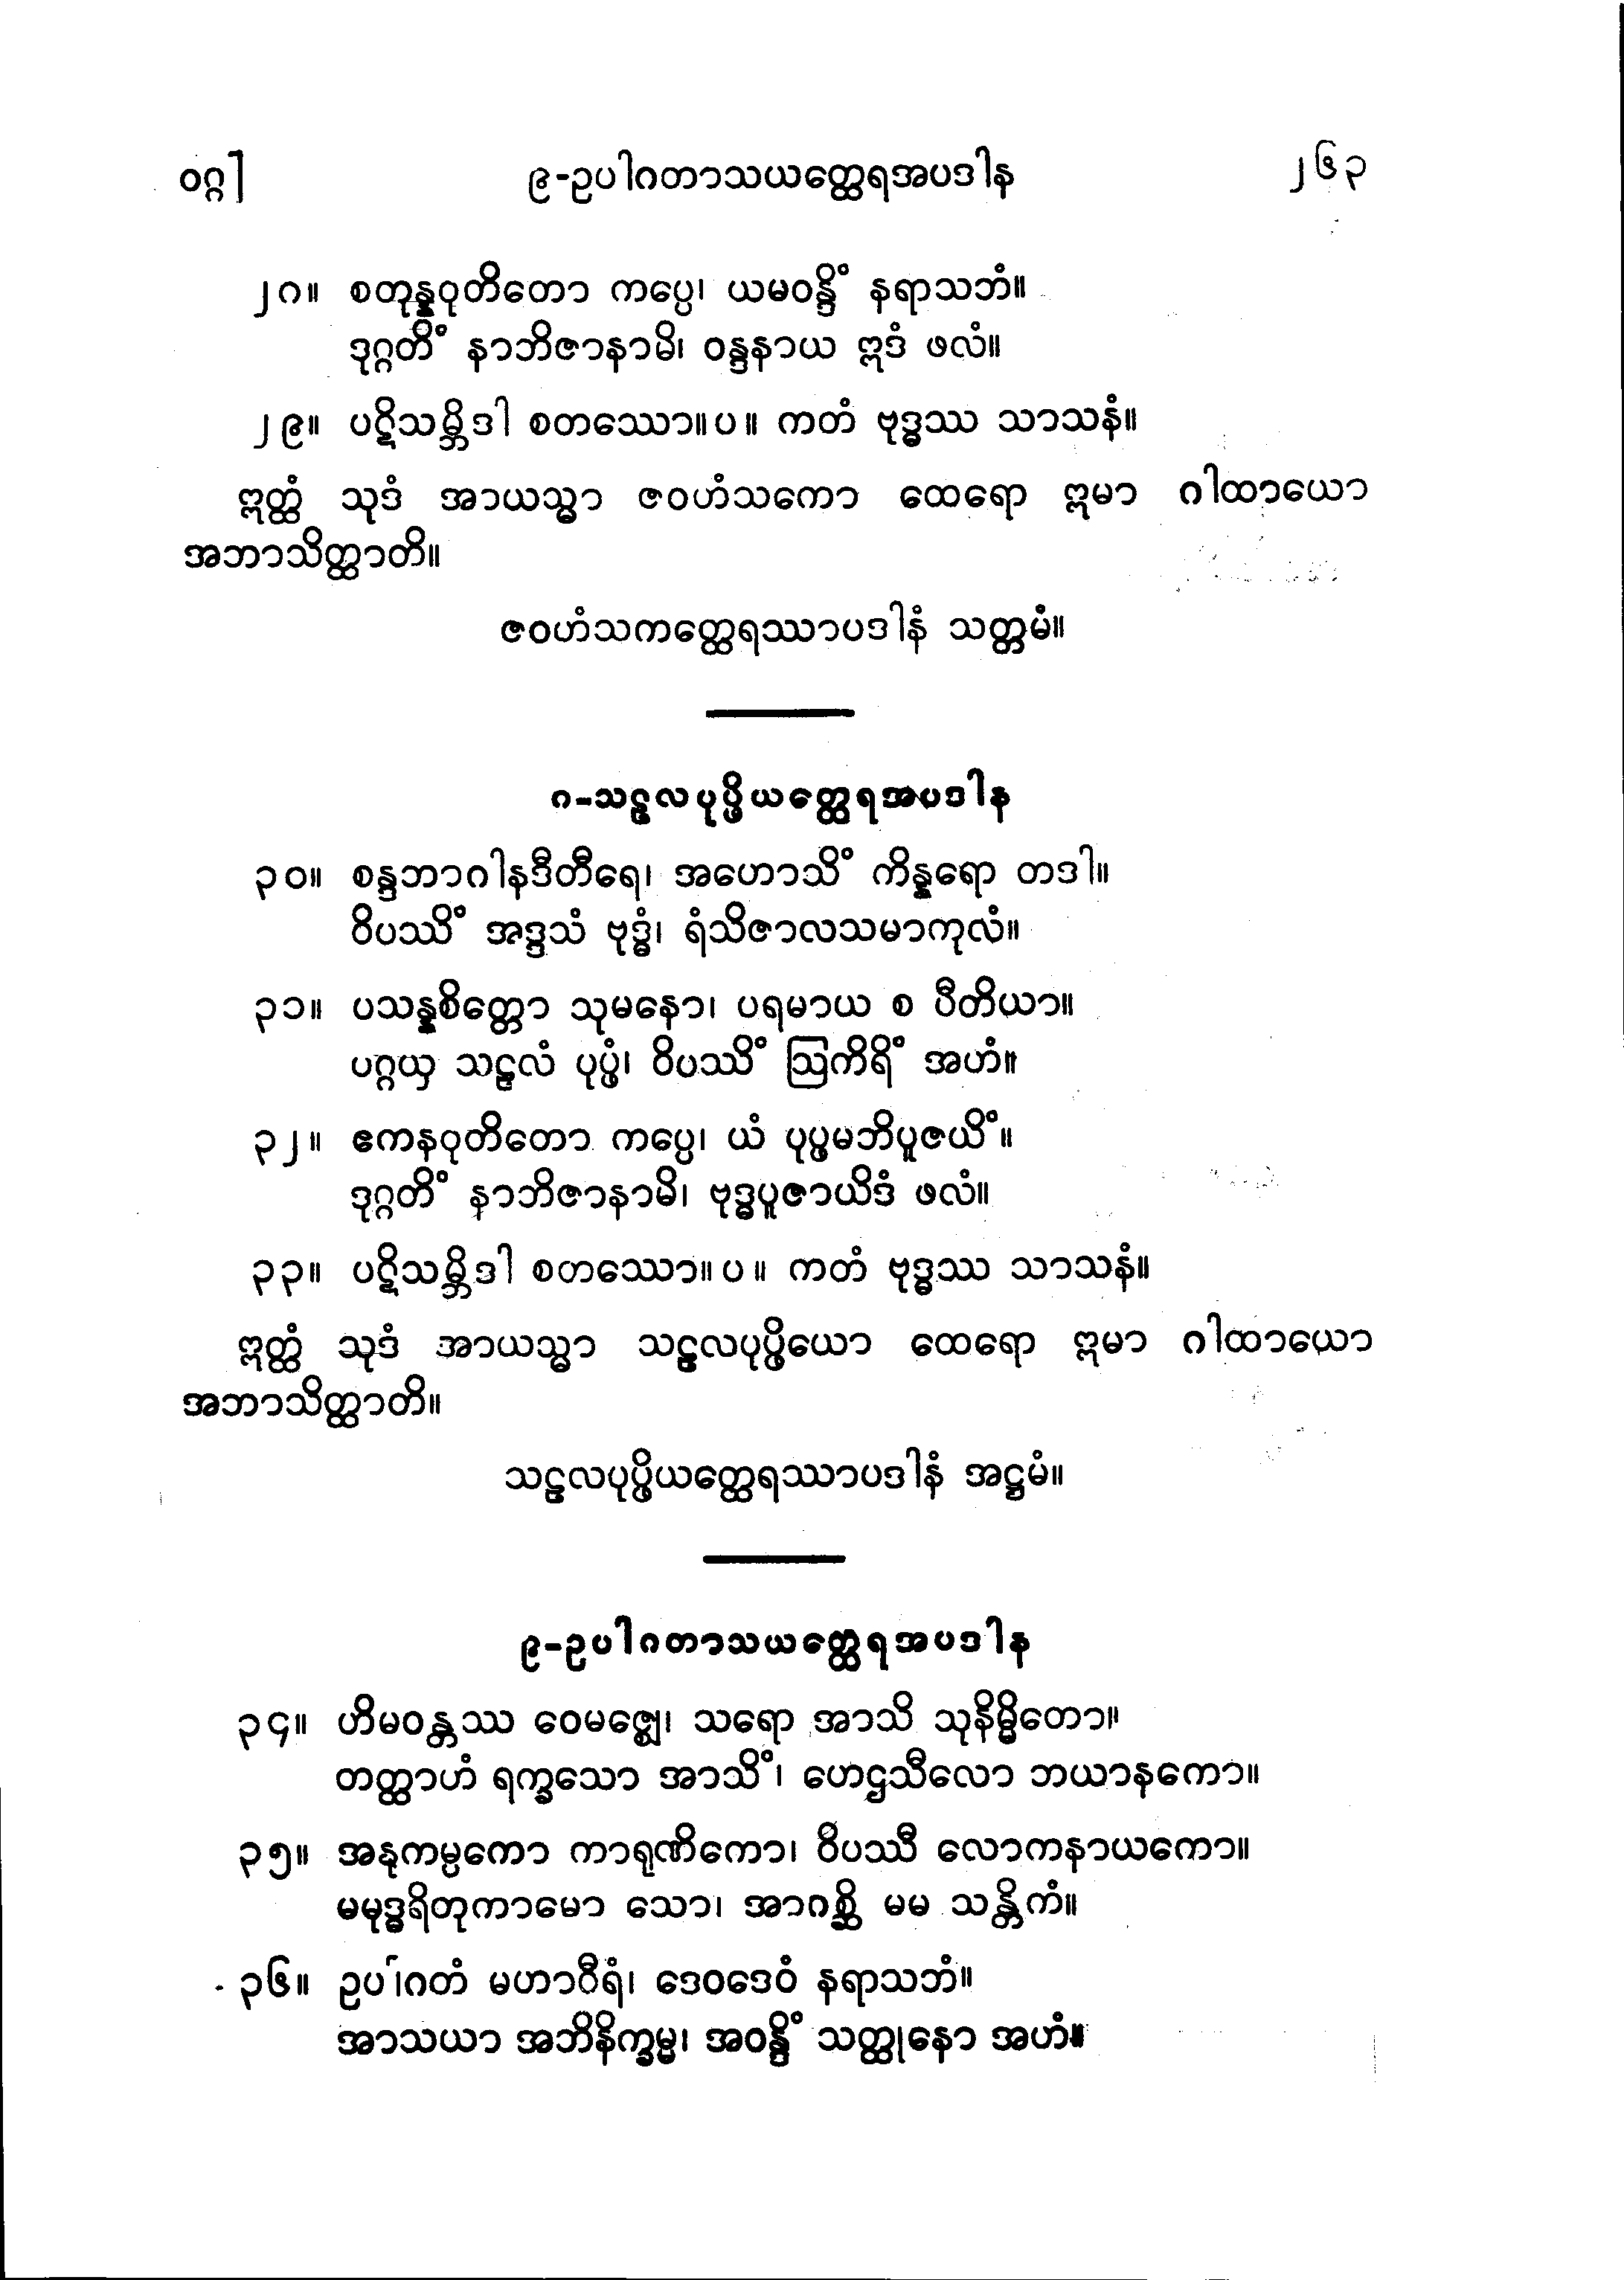 ဝဂ္ဂ]
၉-ဥပါဂတာသယတ္ထေရအပဒါန
၂၆၃
၂ဂ။ စတုန္နဝုတိတော ကပ္ပေ၊ ယမဝန္ဒိံ နရာသဘံ။
ဒုဂ္ဂတိံ နာဘိဇာနာမိ၊ ဝန္ဒနာယ ဣဒံ ဖလံ။
၂၉။ ပဋိသမ္ဘိဒါ စတဿော။ပ။ ကတံ ဗုဒ္ဓဿ သာသနံ။
ဣတ္ထံ သုဒံ အာယသ္မာ ဇဝဟံသကော ထေရော ဣမာ ဂါထာယော
အဘာသိတ္ထာတိ။
ဇဝဟံသကတ္ထေရဿာပဒါနံ သတ္တမံ။
ဂ-သဠလပုပ္ဖိယတ္ထေရအပဒါန
၃၀။ စန္ဒဘာဂါနဒီတီရေ၊ အဟောသိံ ကိန္နရော တဒါ။
ဝိပဿိံ အဒ္ဒသံ ဗုဒ္ဓံ၊ ရံသိဇာလသမာကုလံ။
၃၁။ ပသန္နစိတ္တော သုမနော၊ ပရမာယ စ ပီတိယာ။
ပဂ္ဂယှ သဠလံ ပုပ္ဖံ၊ ဝိပဿိံ ဩကိရိံ အဟံ။
၃၂။ ဧကနဝုတိတော ကပ္ပေ၊ ယံ ပုပ္ဖမဘိပူဇယိံ။
ဒုဂ္ဂတိံ နာဘိဇာနာမိ၊ ဗုဒ္ဓပူဇာယိဒံ ဖလံ။
၃၃။ ပဋိသမ္ဘိဒါ စတဿော။ပ။ ကတံ ဗုဒ္ဓဿ သာသနံ။
ဣတ္ထံ သုဒံ အာယသ္မာ သဠလပုပ္ဖိယော ထေရော ဣမာ ဂါထာယော
အဘာသိတ္ထာတိ။
သဠလပုပ္ဖိယတ္ထေရဿာပဒါနံ အဋ္ဌမံ။
၉-ဥပါဂတာသယတ္ထေရအပဒါန
၃၄။ ဟိမဝန္တဿ ဝေမဇ္ဈေ၊ သရော အာသိ သုနိမ္မိတော။
တတ္ထာဟံ ရက္ခသော အာသိံ၊ ဟေဌသီလော ဘယာနကော။
၃၅။ အနုကမ္ပကော ကာရုဏိကော၊ ဝိပဿီ လောကနာယကော။
မမုဒ္ဓရိတုကာမော သော၊ အာဂစ္ဆိ မမ သန္တိကံ။
၃၆။ ဥပါဂတံ မဟာဝီရံ၊ ဒေဝဒေဝံ နရာသဘံ။
အာသယာ အဘိနိက္ခမ္မ၊ အဝန္ဒိံ သတ္ထုနော အဟံ။